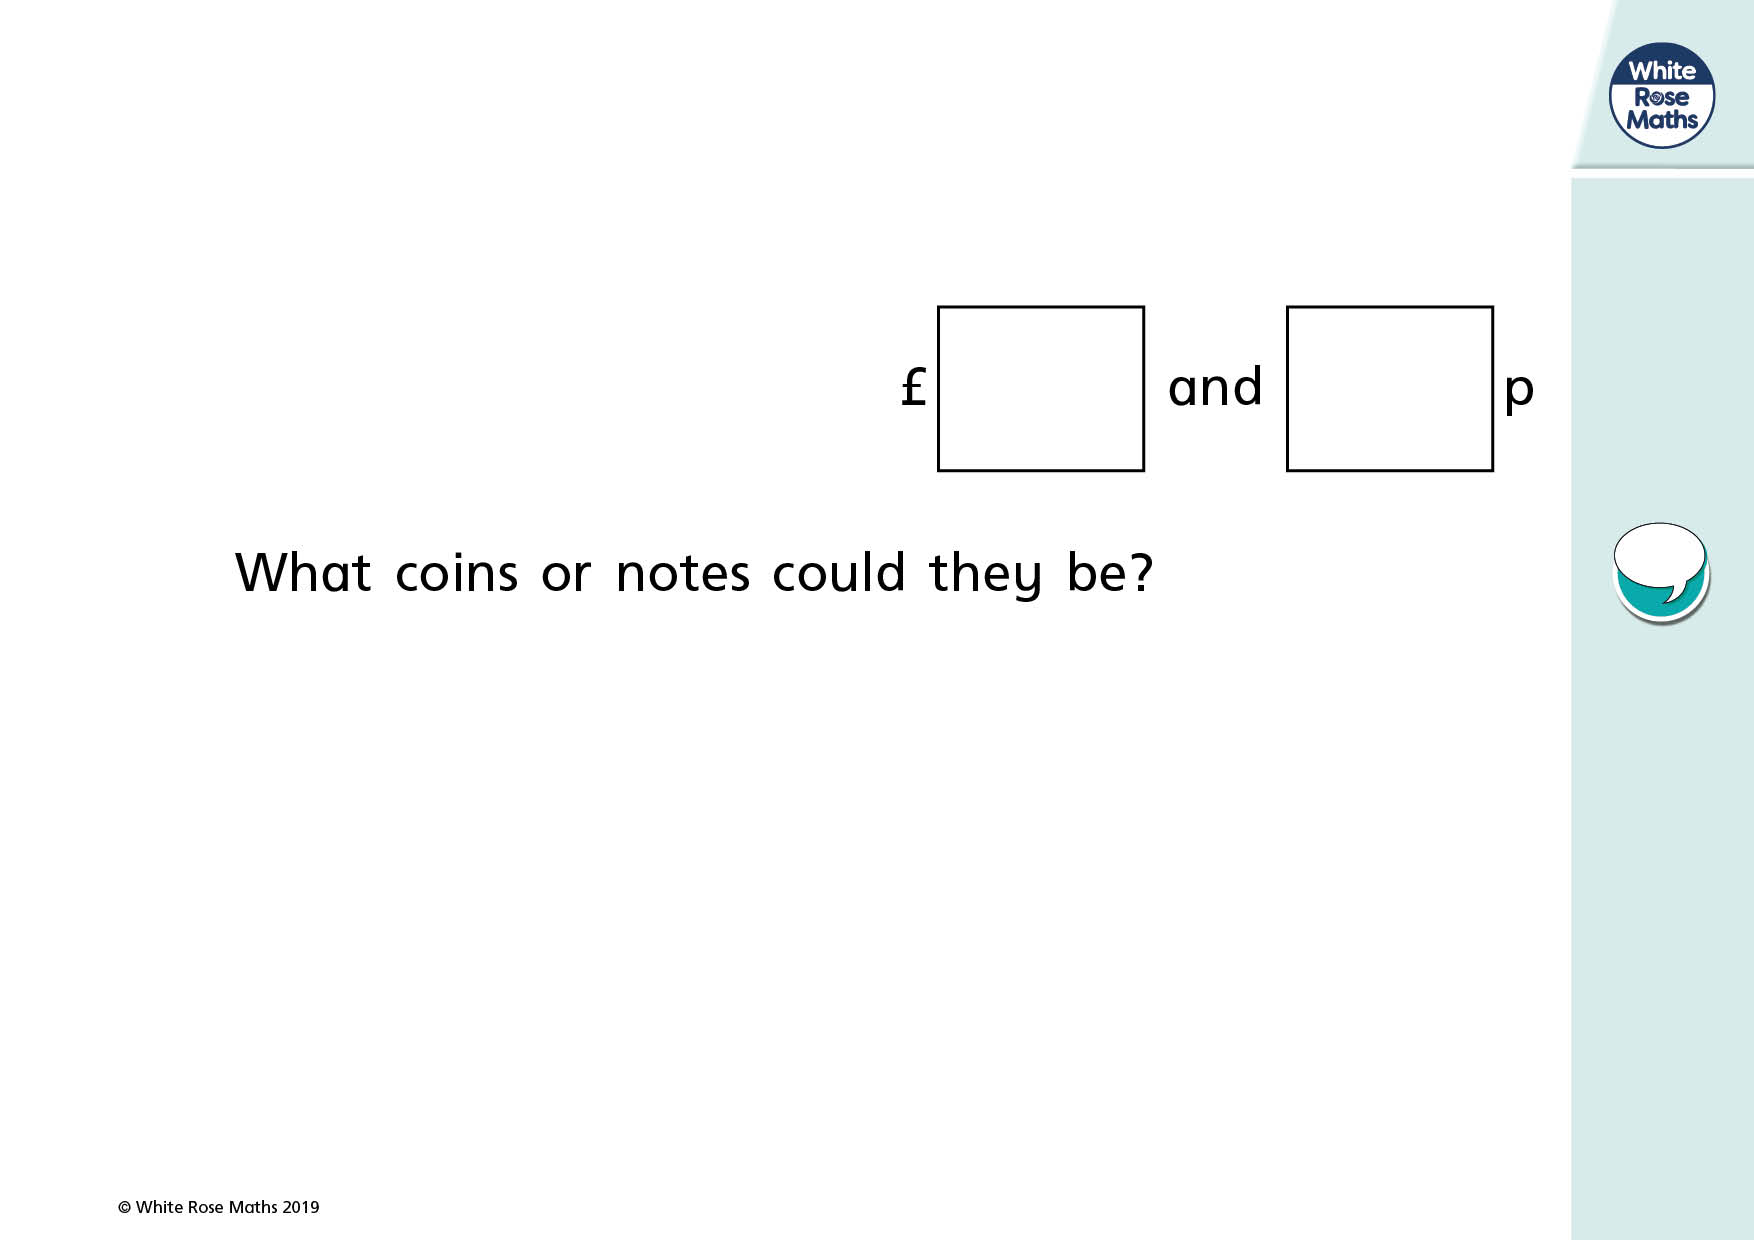 White
Rose
Maths
£ and p
What coins or notes could they be?
© White Rose Maths 2019